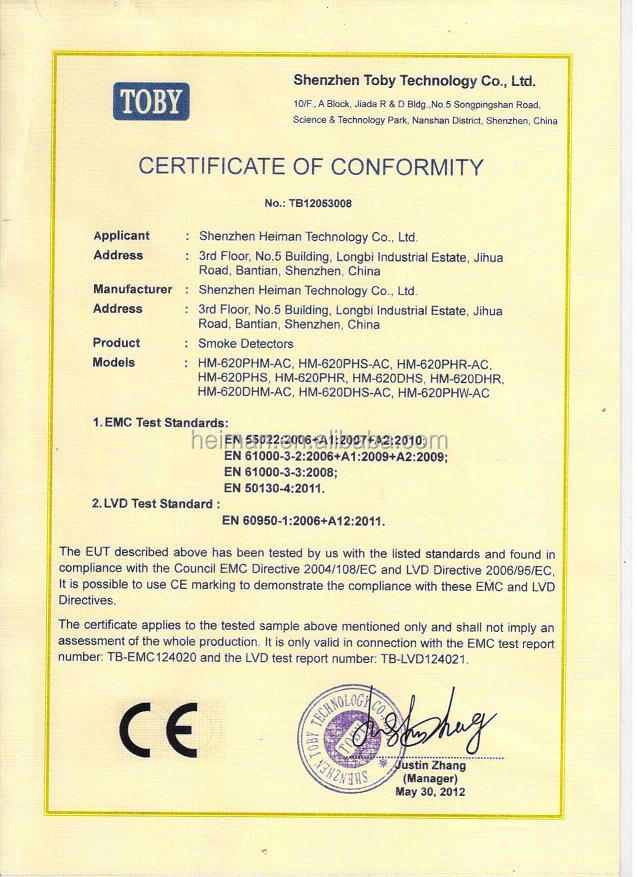 TOBY
Shenzhen Toby Technology Co., Ltd.
10/F., A Block, Jiada R & D Bldg.,No.5 Songpingshan Road,
Science & Technology Park, Nanshan District, Shenzhen, China
CERTIFICATE OF CONFORMITY
No.: TB12053008
Applicant : Shenzhen Heiman Technology Co., Ltd.
Address : 3rd Floor, No.5 Building, Longbi Industrial Estate, Jihua
Road, Bantian, Shenzhen, China
Manufacturer : Shenzhen Heiman Technology Co., Ltd.
Address : 3rd Floor, No.5 Building, Longbi Industrial Estate, Jihua
Road, Bantian, Shenzhen, China
Product : Smoke Detectors
Models : HM-620PHM-AC, HM-620PHS-AC, HM-620PHR-AC,
HM-620PHS, HM-620PHR, HM-620DHS, HM-620DHR,
HM-620DHM-AC, HM-620DHS-AC, HM-620PHW-AC
1. EMC Test Standards:
EN 55022:2006+A1:2007+A2:2010
heiman.en.alibaba.com
EN 61000-3-2:2006+A1:2009+A2:2009;
EN 61000-3-3:2008;
EN 50130-4:2011.
2. LVD Test Standard :
EN 60950-1:2006+A12:2011.
The EUT described above has been tested by us with the listed standards and found in
compliance with the Council EMC Directive 2004/108/EC and LVD Directive 2006/95/EC,
It is possible to use CE marking to demonstrate the compliance with these EMC and LVD
Directives.
The certificate applies to the tested sample above mentioned only and shall not imply an
assessment of the whole production. It is only valid in connection with the EMC test report
number: TB-EMC124020 and the LVD test report number: TB-LVD124021.
CE
SHENZHEN TOBY TECHNOLOGY CO.,
TOBY
Justin Zhang
(Manager)
May 30, 2012